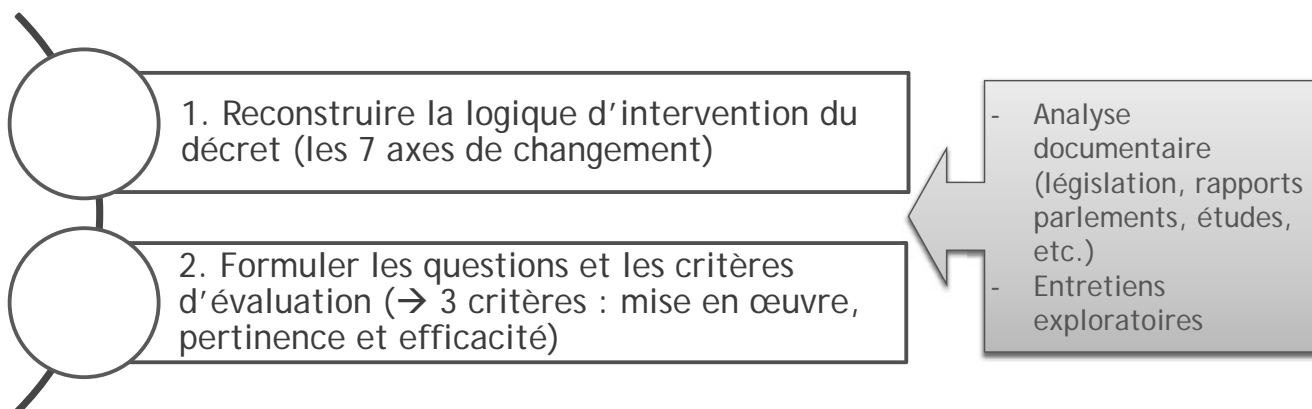 1. Reconstruire la logique d’intervention du
décret (les 7 axes de changement)
2. Formuler les questions et les critères
d’évaluation (→ 3 critères : mise en œuvre,
pertinence et efficacité)
- Analyse
documentaire
(législation, rapports
parlements, études,
etc.)
- Entretiens
exploratoires